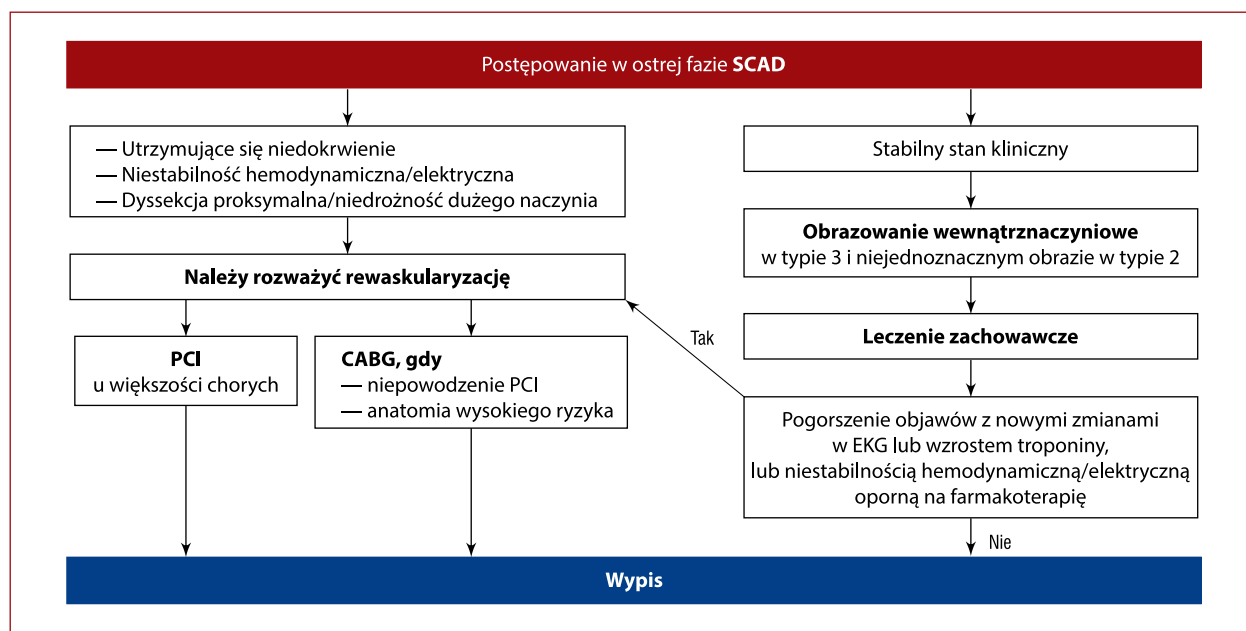 Postępowanie w ostrej fazie SCAD
— Utrzymujące się niedokrwienie
— Niestabilność hemodynamiczna/elektryczna
— Dyssekcja proksymalna/niedrożność dużego naczynia
Należy rozważyć rewaskularyzację
PCI
u większości chorych
CABG, gdy
— niepowodzenie PCI
— anatomia wysokiego ryzyka
Stabilny stan kliniczny
Obrazowanie wewnątrznaczyniowe
w typie 3 i niejednoznacznym obrazie w typie 2
Leczenie zachowawcze
Tak
Pogorszenie objawów z nowymi zmianami
w EKG lub wzrostem troponiny,
lub niestabilnością hemodynamiczną/elektryczną
oporną na farmakoterapię
Nie
Wypis